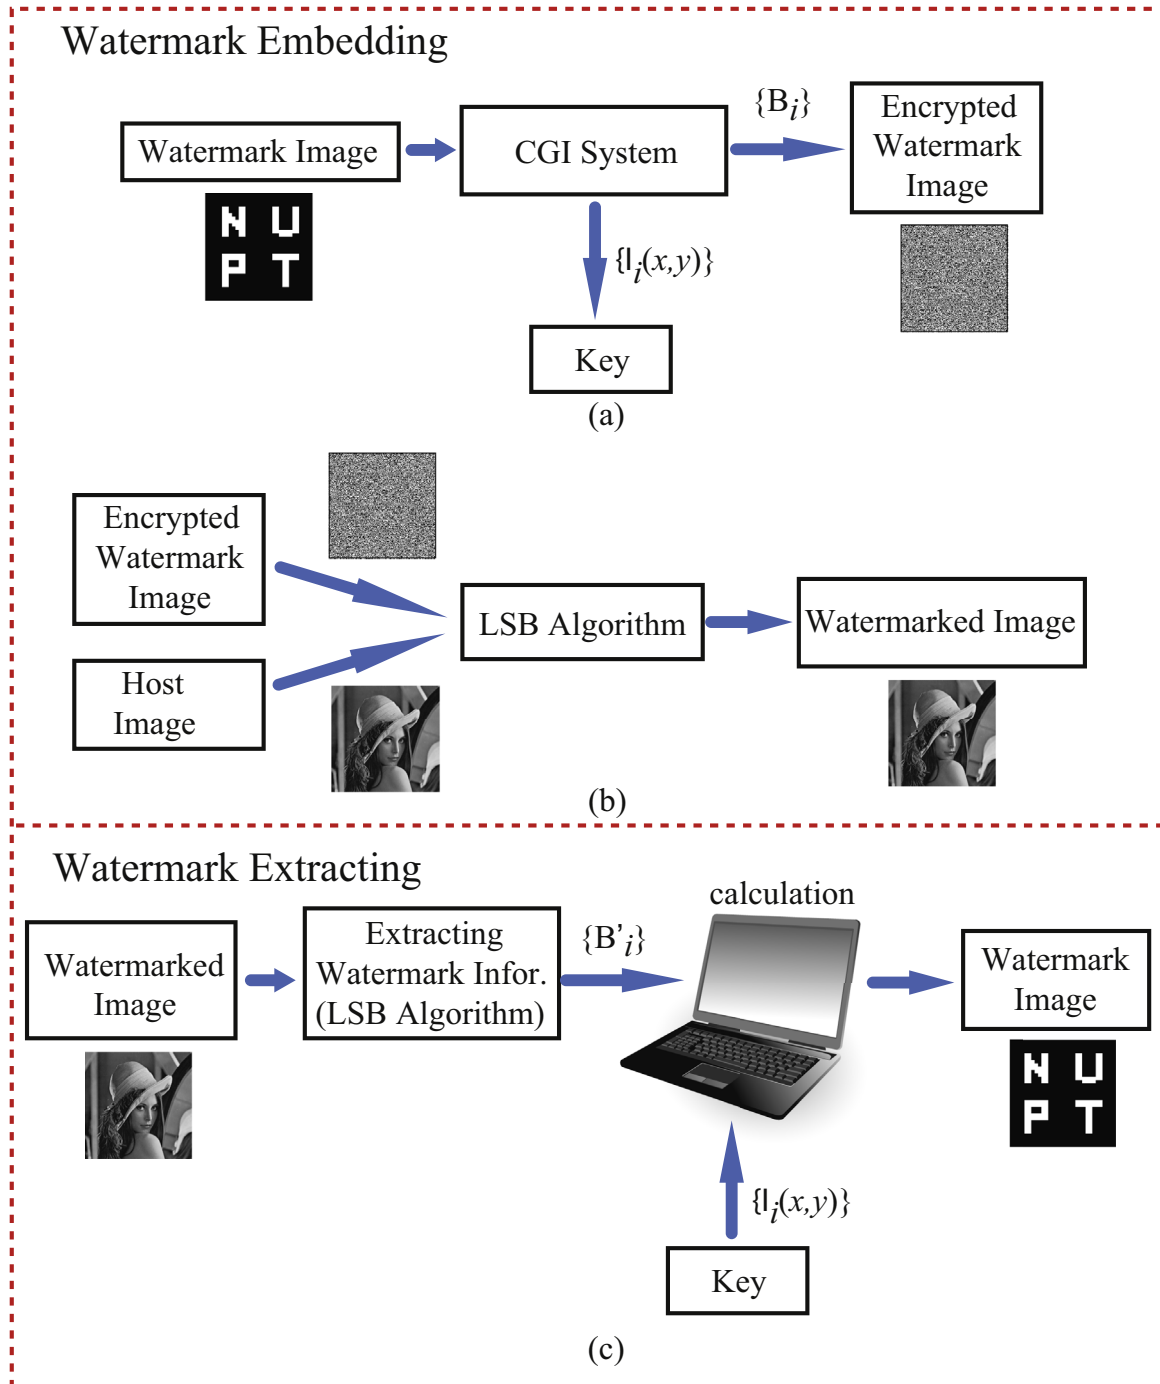 Watermark Embedding
Watermark Image
CGI System
{B_i}
Encrypted
Watermark
Image
N U
P T
{I_i(x,y)}
Key
(a)
Encrypted
Watermark
Image
LSB Algorithm
Watermarked Image
Host
Image
(b)
Watermark Extracting
Watermarked
Image
Extracting
Watermark Infor.
(LSB Algorithm)
{B'_i}
calculation
Watermark
Image
N U
P T
{I_i(x,y)}
Key
(c)